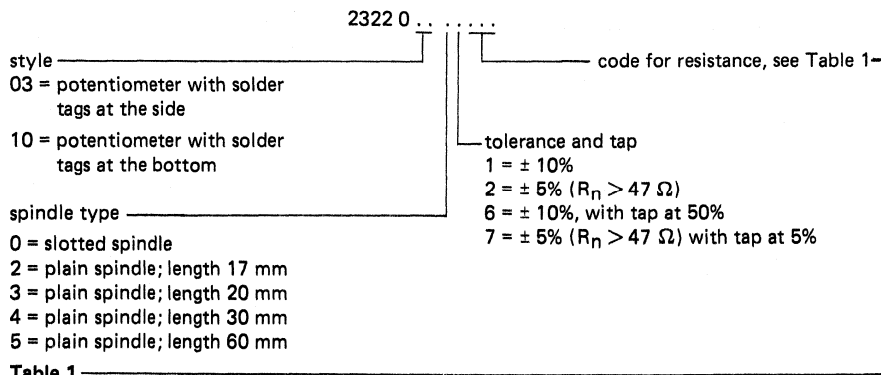 2322 0 . . . . . . .
style
code for resistance, see Table 1-
03 = potentiometer with solder
tags at the side
10 = potentiometer with solder
tags at the bottom
tolerance and tap
1 = ± 10%
2 = ± 5% (Rn > 47 Ω)
6 = ± 10%, with tap at 50%
7 = ± 5% (Rn > 47 Ω) with tap at 5%
spindle type
0 = slotted spindle
2 = plain spindle; length 17 mm
3 = plain spindle; length 20 mm
4 = plain spindle; length 30 mm
5 = plain spindle; length 60 mm
Table 1